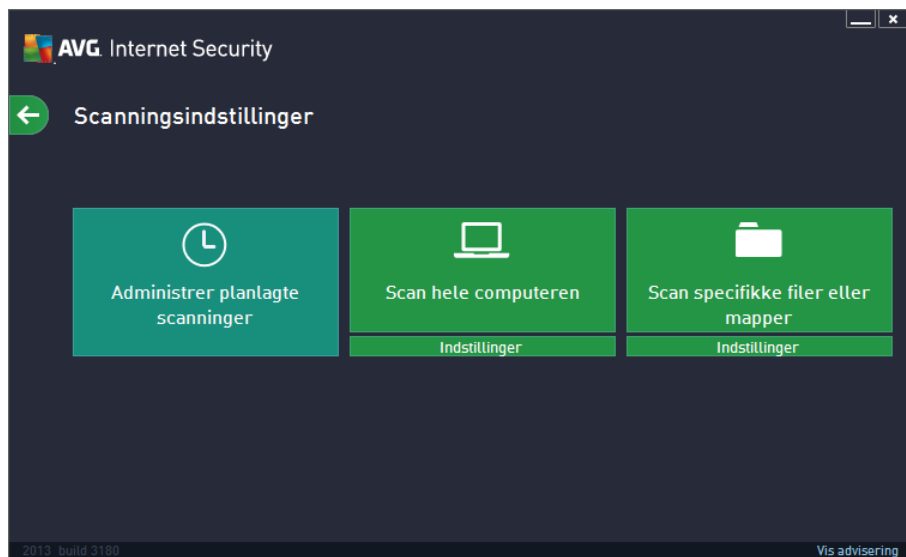 AVG. Internet Security
Scanningsindstillinger
Administrer planlagte
scanninger
Scan hele computeren
Indstillinger
Scan specifikke filer eller
mapper
Indstillinger
2013 build 3180
Vis advisering